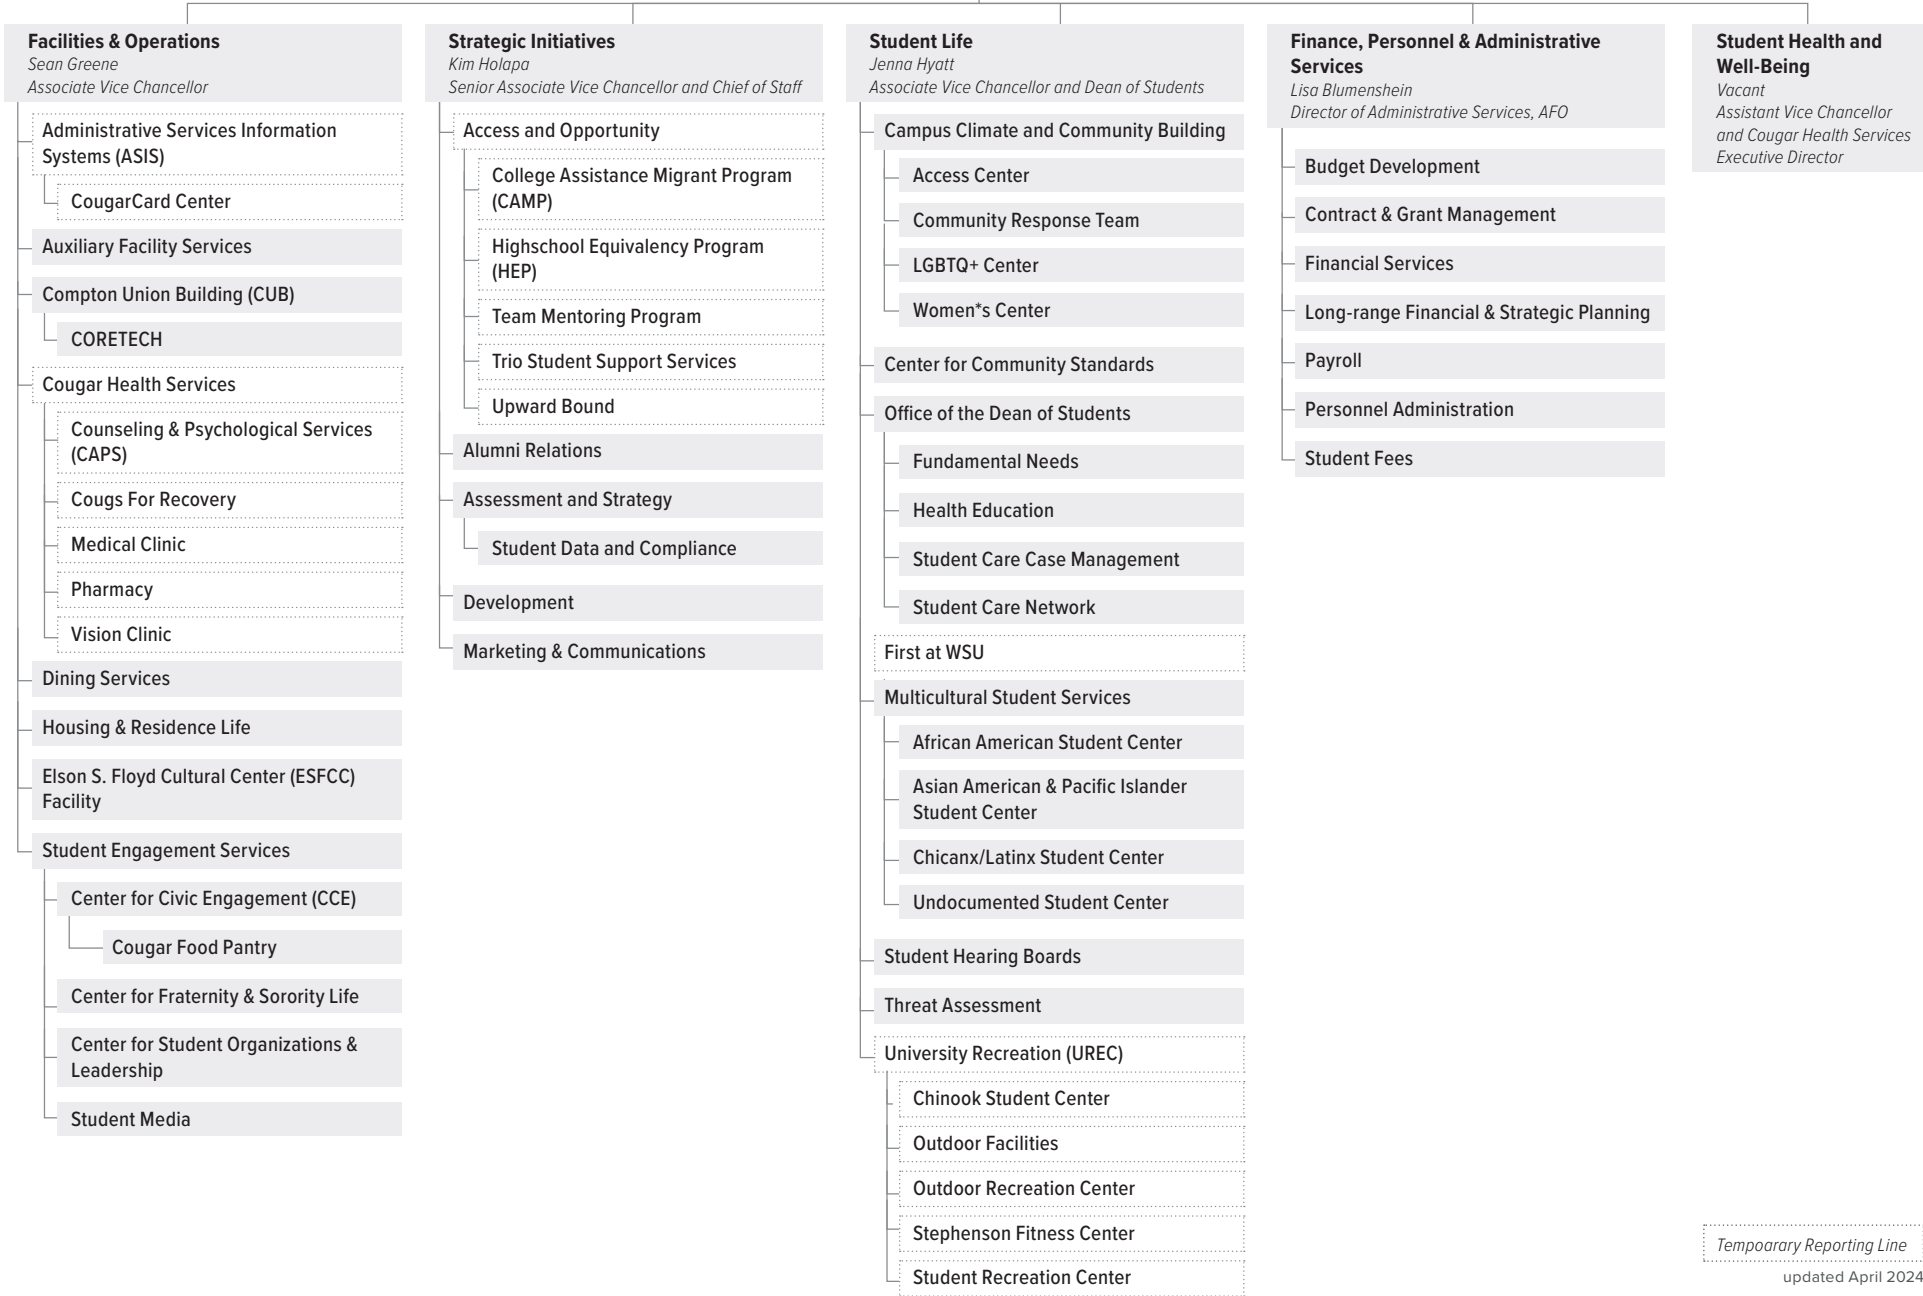 Facilities & Operations
Sean Greene
Associate Vice Chancellor
Administrative Services Information
Systems (ASIS)
CougarCard Center
Auxiliary Facility Services
Compton Union Building (CUB)
CORETECH
Cougar Health Services
Counseling & Psychological Services
(CAPS)
Cougs For Recovery
Medical Clinic
Pharmacy
Vision Clinic
Dining Services
Housing & Residence Life
Elson S. Floyd Cultural Center (ESFCC)
Facility
Student Engagement Services
Center for Civic Engagement (CCE)
Cougar Food Pantry
Center for Fraternity & Sorority Life
Center for Student Organizations &
Leadership
Student Media
Strategic Initiatives
Kim Holapa
Senior Associate Vice Chancellor and Chief of Staff
Access and Opportunity
College Assistance Migrant Program
(CAMP)
Highschool Equivalency Program
(HEP)
Team Mentoring Program
Trio Student Support Services
Upward Bound
Alumni Relations
Assessment and Strategy
Student Data and Compliance
Development
Marketing & Communications
Student Life
Jenna Hyatt
Associate Vice Chancellor and Dean of Students
Campus Climate and Community Building
Access Center
Community Response Team
LGBTQ+ Center
Women*s Center
Center for Community Standards
Office of the Dean of Students
Fundamental Needs
Health Education
Student Care Case Management
Student Care Network
First at WSU
Multicultural Student Services
African American Student Center
Asian American & Pacific Islander
Student Center
Chicanx/Latinx Student Center
Undocumented Student Center
Student Hearing Boards
Threat Assessment
University Recreation (UREC)
Chinook Student Center
Outdoor Facilities
Outdoor Recreation Center
Stephenson Fitness Center
Student Recreation Center
Finance, Personnel & Administrative
Services
Lisa Blumenshein
Director of Administrative Services, AFO
Budget Development
Contract & Grant Management
Financial Services
Long-range Financial & Strategic Planning
Payroll
Personnel Administration
Student Fees
Student Health and
Well-Being
Vacant
Assistant Vice Chancellor
and Cougar Health Services
Executive Director
Tempoarary Reporting Line
updated April 2024